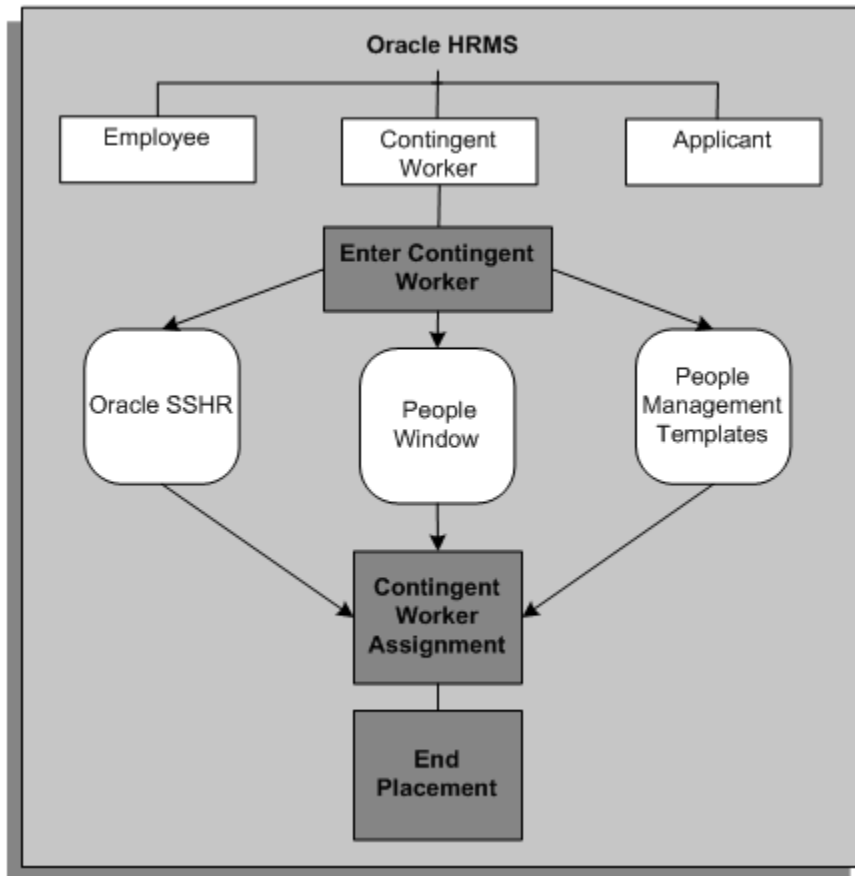 Oracle HRMS
Employee
Contingent
Worker
Applicant
Enter Contingent
Worker
Oracle SSHR
People
Window
People
Management
Templates
Contingent
Worker
Assignment
End
Placement